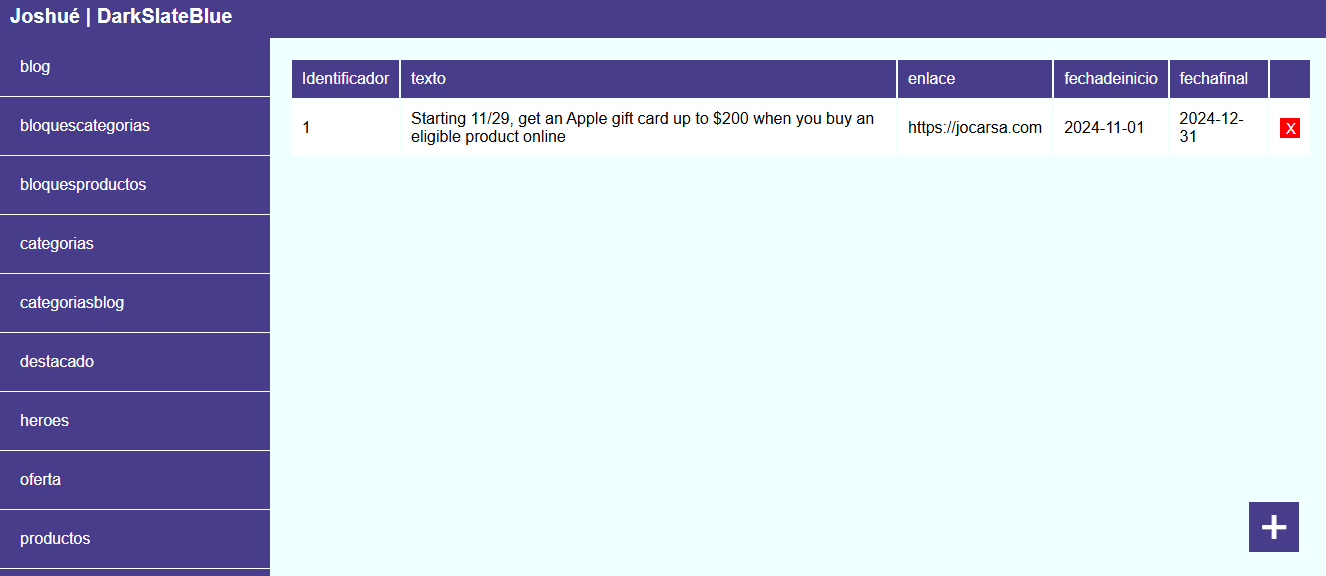 Joshué | DarkSlateBlue
blog
bloquescategorias
bloquesproductos
categorias
categoriasblog
destacado
heroes
oferta
productos
Identificador texto enlace fechadeinicio fechafinal
1 Starting 11/29, get an Apple gift card up to $200 when you buy an
eligible product online https://jocarsa.com 2024-11-01 2024-12-
31 X
+